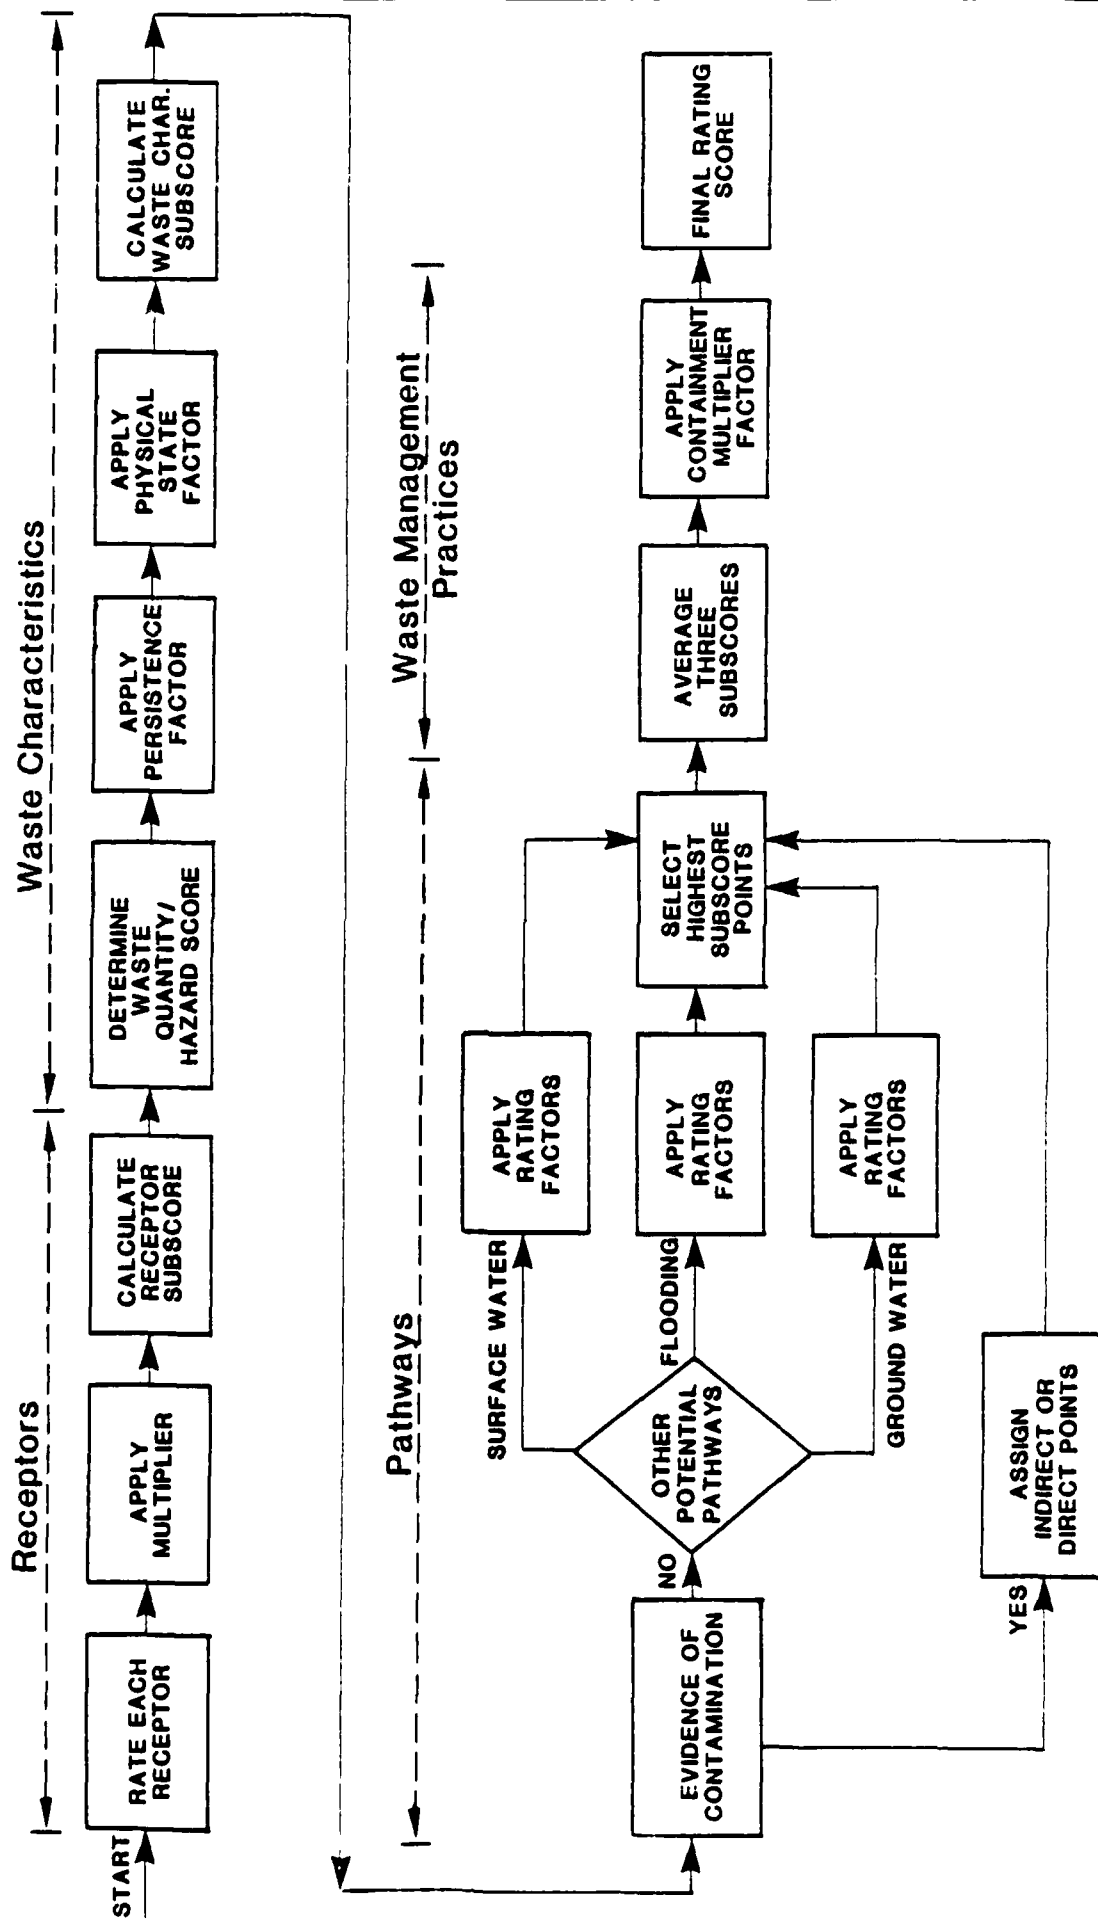 Receptors
Waste Characteristics
START
RATE EACH
RECEPTOR
APPLY
MULTIPLIER
CALCULATE
RECEPTOR
SUBSCORE
DETERMINE
WASTE
QUANTITY/
HAZARD SCORE
APPLY
PERSISTENCE
FACTOR
APPLY
PHYSICAL
STATE
FACTOR
CALCULATE
WASTE CHAR.
SUBSCORE
Pathways
Waste Management
Practices
EVIDENCE OF
CONTAMINATION
NO
YES
OTHER
POTENTIAL
PATHWAYS
SURFACE WATER
FLOODING
GROUND WATER
ASSIGN
INDIRECT OR
DIRECT POINTS
APPLY
RATING
FACTORS
APPLY
RATING
FACTORS
APPLY
RATING
FACTORS
SELECT
HIGHEST
SUBSCORE
POINTS
AVERAGE
THREE
SUBSCORES
APPLY
CONTAINMENT
MULTIPLIER
FACTOR
FINAL RATING
SCORE